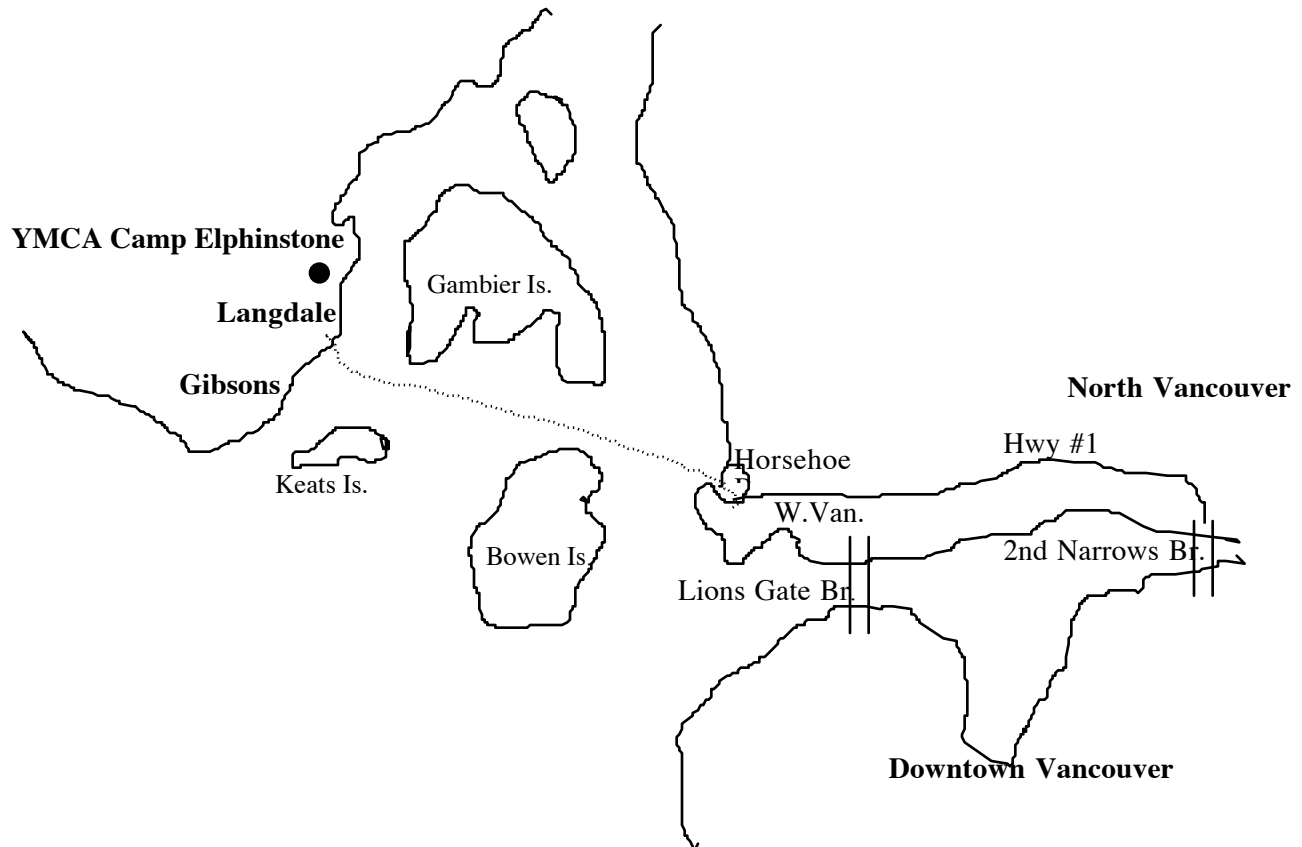 YMCA Camp Elphinstone
Gambier Is.
Langdale
Gibsons
North Vancouver
Hwy #1
Horsehoe
Keats Is.
W.Van.
Bowen Is.
2nd Narrows Br.
Lions Gate Br.
Downtown Vancouver